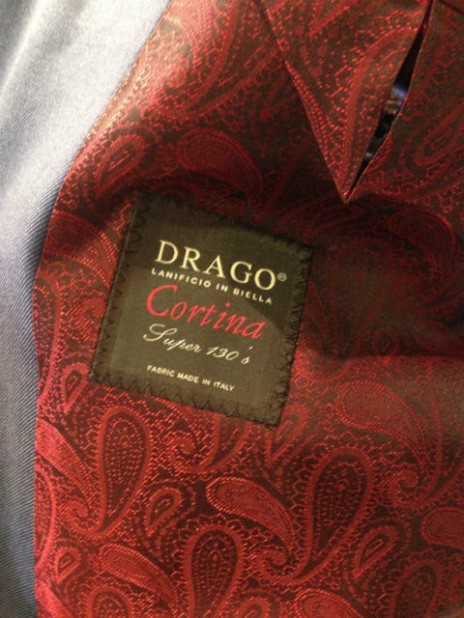 DRAGO®
LANIFICIO IN BIELLA
Cortina
Super 130's
FABRIC MADE IN ITALY